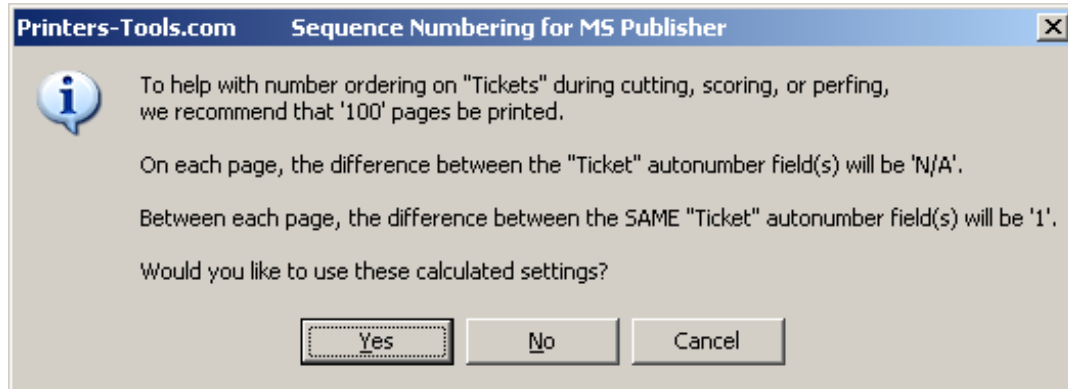 Printers-Tools.com Sequence Numbering for MS Publisher
To help with number ordering on "Tickets" during cutting, scoring, or perfing,
we recommend that '100' pages be printed.
On each page, the difference between the "Ticket" autonumber field(s) will be 'N/A'.
Between each page, the difference between the SAME "Ticket" autonumber field(s) will be '1'.
Would you like to use these calculated settings?
Yes No Cancel